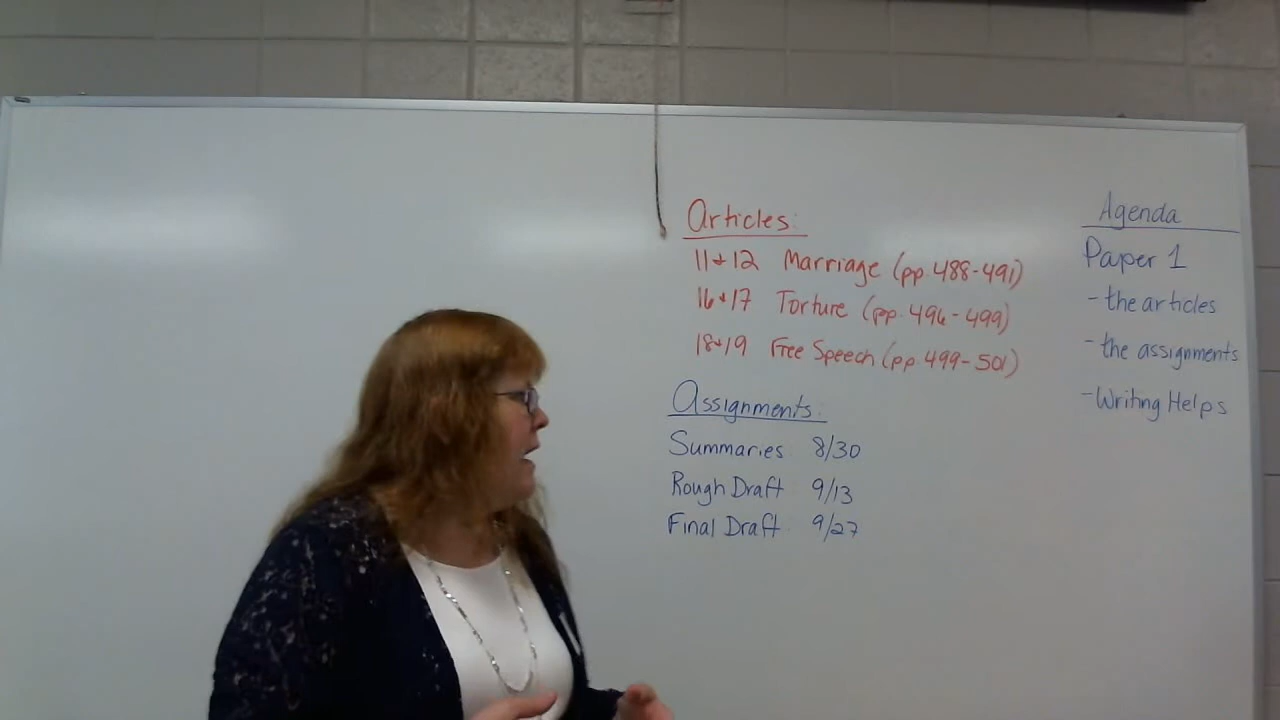 Articles:
11+12 Marriage (pp. 488-491)
16+17 Torture (pp. 496-499)
18+19 Free Speech (pp. 499-501)
Assignments:
Summaries 8/30
Rough Draft 9/13
Final Draft 9/27
Agenda
Paper 1
- the articles
- the assignments
- Writing Helps